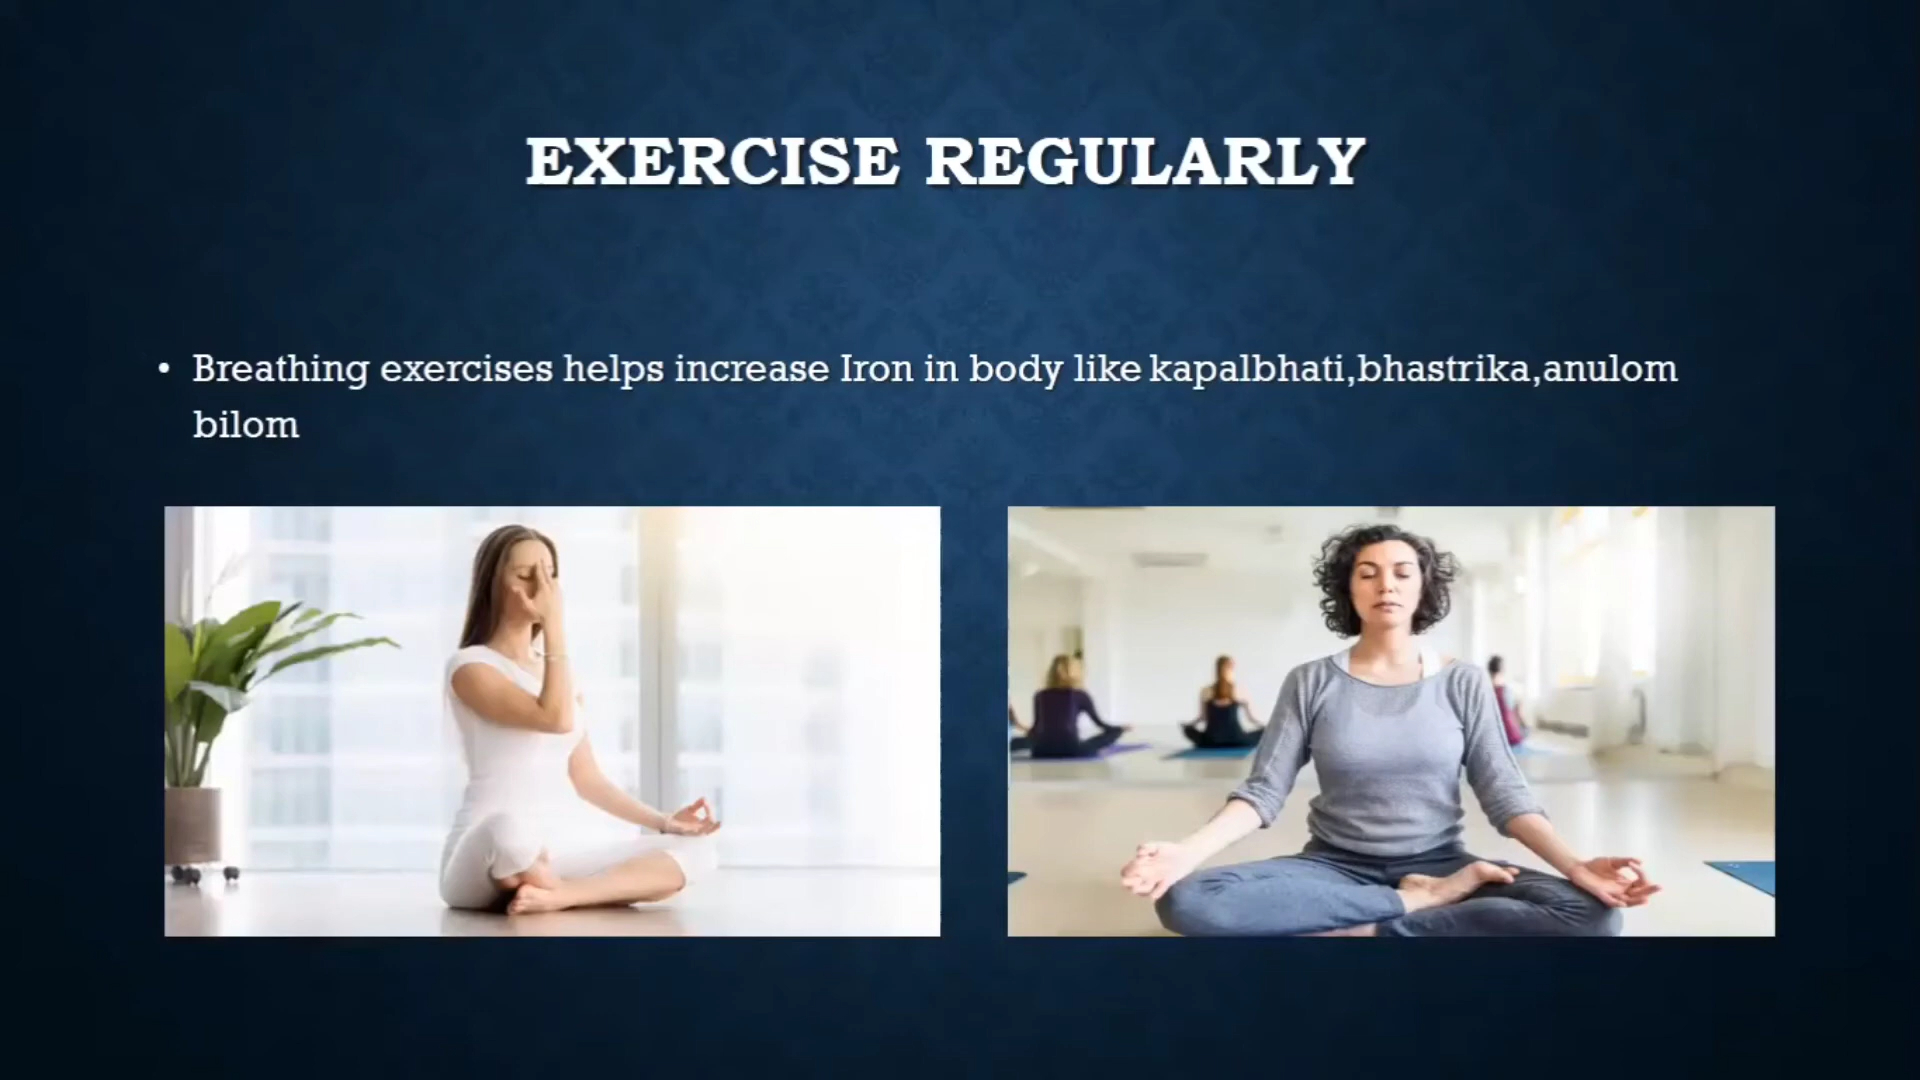 EXERCISE REGULARLY
• Breathing exercises helps increase Iron in body like kapalbhati,bhastrika,anulom
bilom